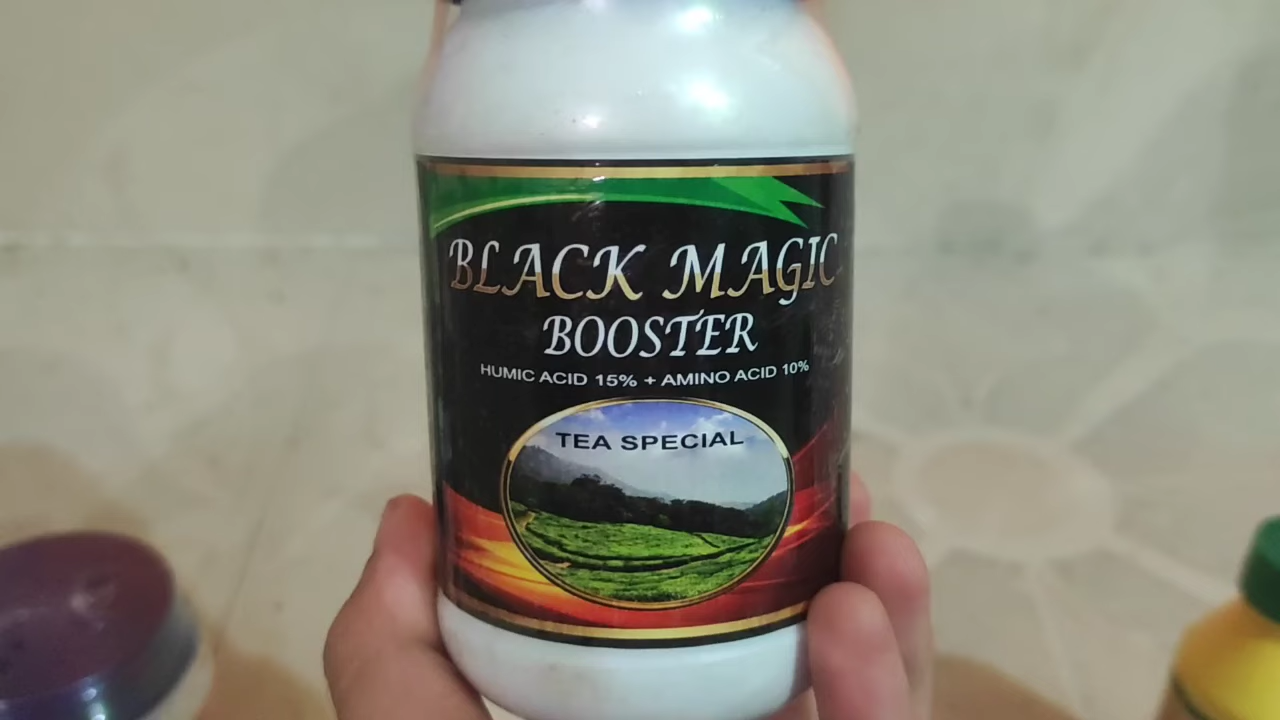 BLACK MAGIC
BOOSTER
HUMIC ACID 15% + AMINO ACID 10%
TEA SPECIAL